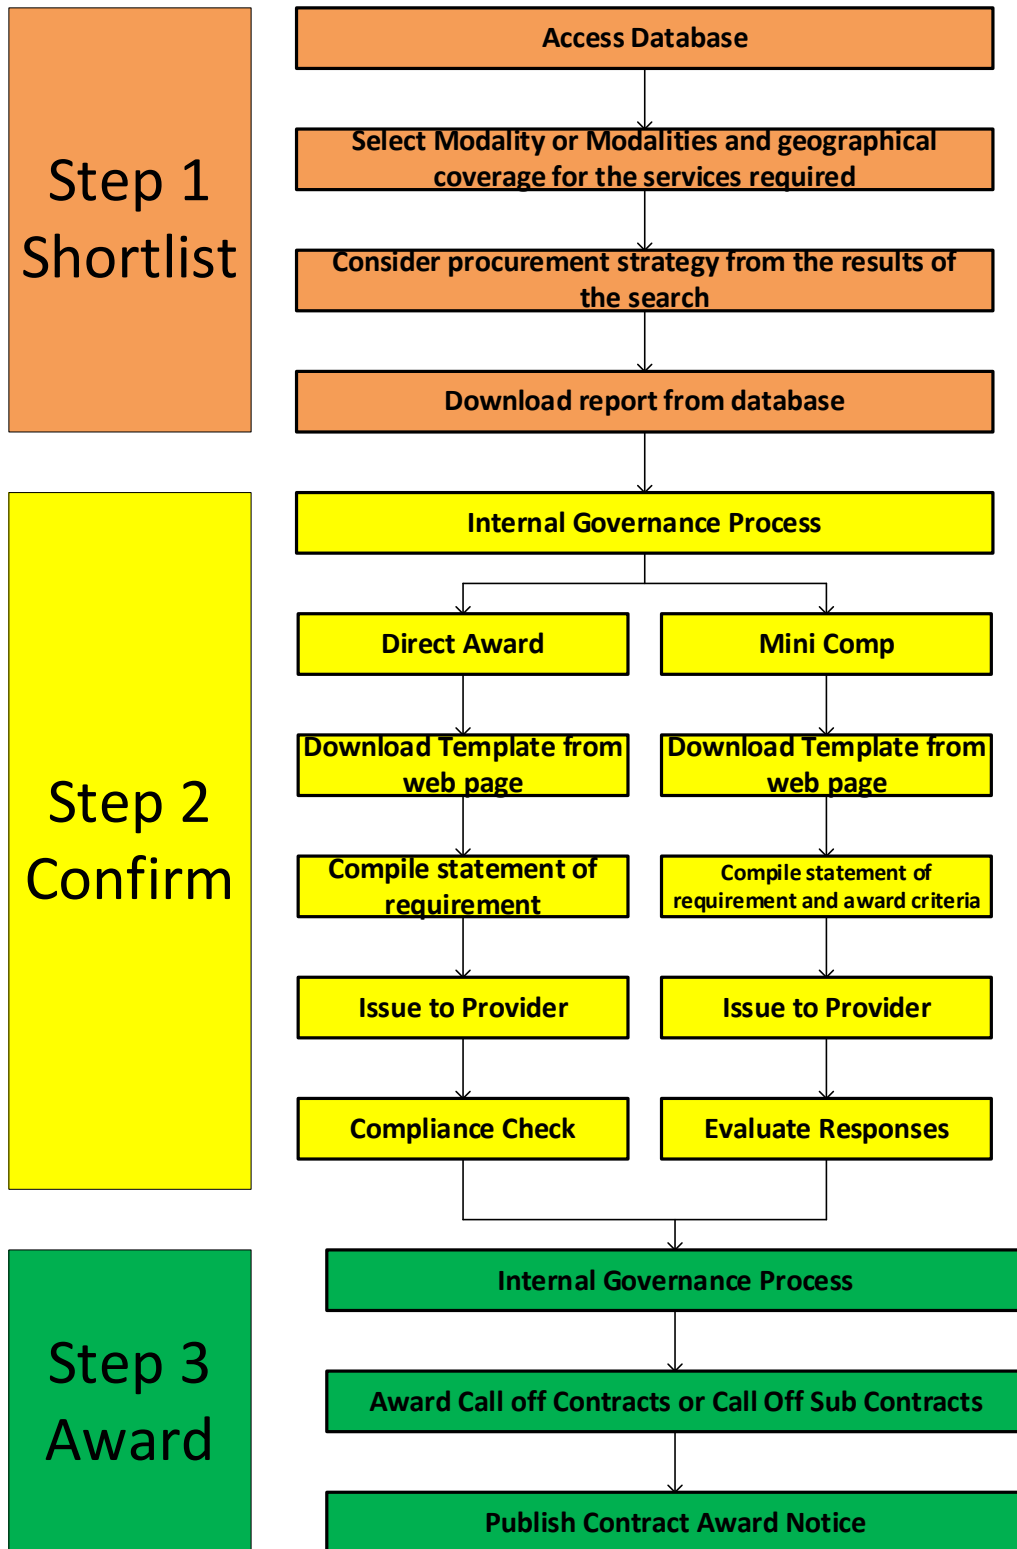 Step 1
Shortlist
Access Database
Select Modality or Modalities and geographical
coverage for the services required
Consider procurement strategy from the results of
the search
Download report from database
Step 2
Confirm
Internal Governance Process
Direct Award
Mini Comp
Download Template from
web page
Download Template from
web page
Compile statement of
requirement
Compile statement of
requirement and award criteria
Issue to Provider
Issue to Provider
Compliance Check
Evaluate Responses
Step 3
Award
Internal Governance Process
Award Call off Contracts or Call Off Sub Contracts
Publish Contract Award Notice